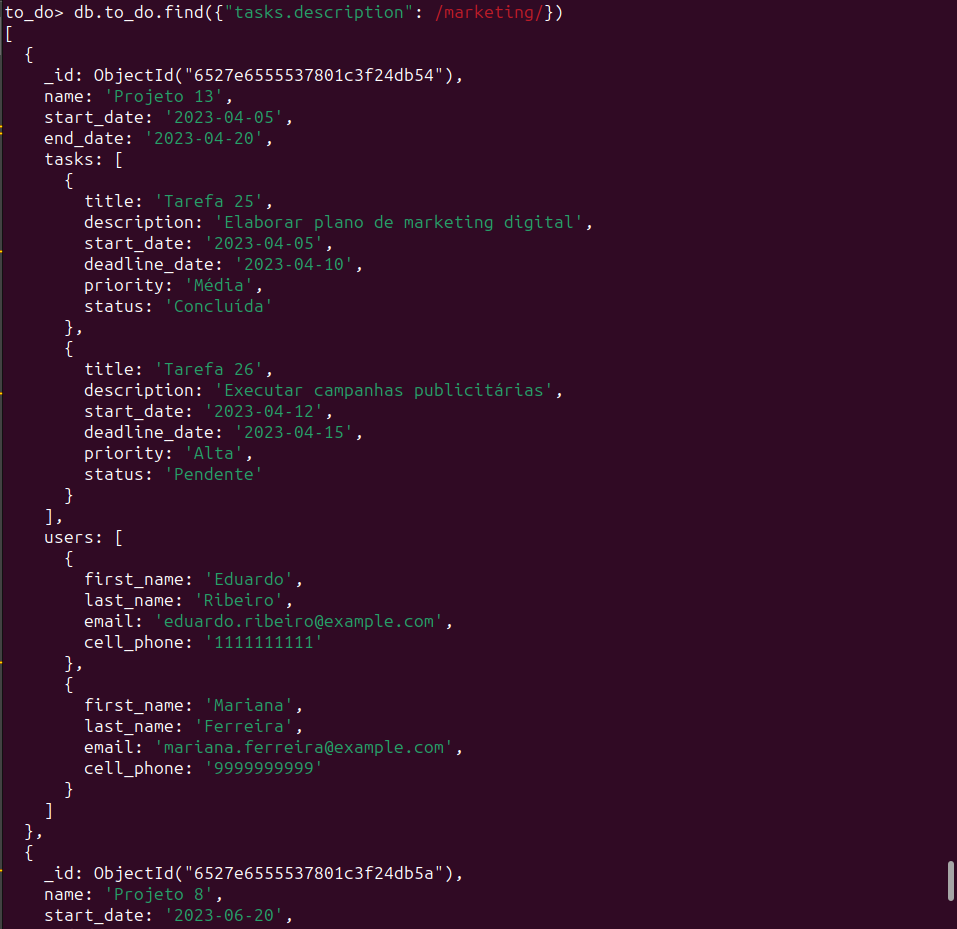 to_do> db.to_do.find({"tasks.description": /marketing/})
[
  {
    _id: ObjectId("6527e6555537801c3f24db54"),
    name: 'Projeto 13',
    start_date: '2023-04-05',
    end_date: '2023-04-20',
    tasks: [
      {
        title: 'Tarefa 25',
        description: 'Elaborar plano de marketing digital',
        start_date: '2023-04-05',
        deadline_date: '2023-04-10',
        priority: 'Média',
        status: 'Concluída'
      },
      {
        title: 'Tarefa 26',
        description: 'Executar campanhas publicitárias',
        start_date: '2023-04-12',
        deadline_date: '2023-04-15',
        priority: 'Alta',
        status: 'Pendente'
      }
    ],
    users: [
      {
        first_name: 'Eduardo',
        last_name: 'Ribeiro',
        email: 'eduardo.ribeiro@example.com',
        cell_phone: '1111111111'
      },
      {
        first_name: 'Mariana',
        last_name: 'Ferreira',
        email: 'mariana.ferreira@example.com',
        cell_phone: '9999999999'
      }
    ]
  },
  {
    _id: ObjectId("6527e6555537801c3f24db5a"),
    name: 'Projeto 8',
    start_date: '2023-06-20',